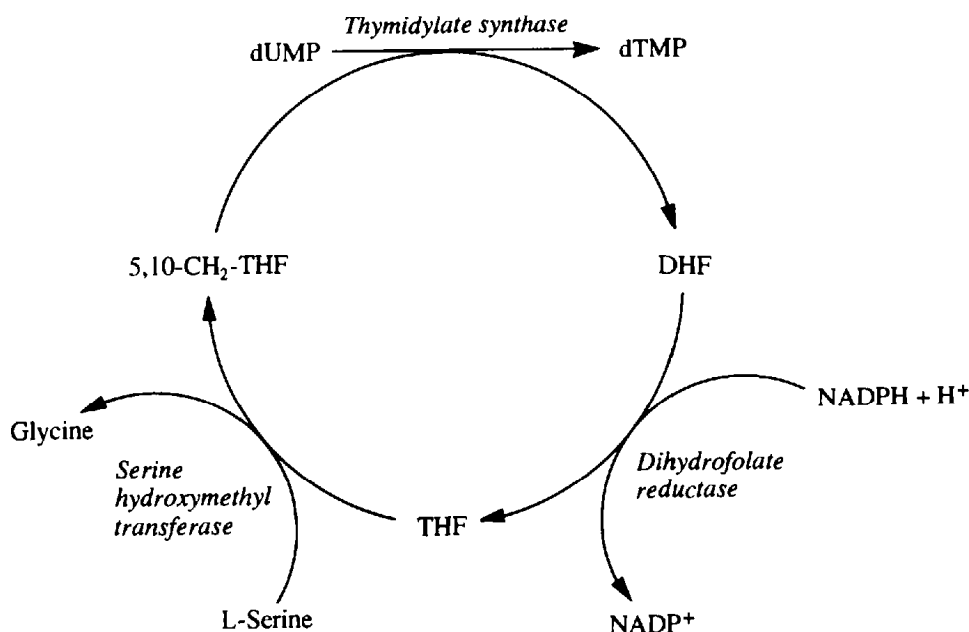 Thymidylate synthase
dUMP
dTMP
5,10-CH₂-THF
DHF
NADPH + H⁺
Glycine
Serine
hydroxymethyl
transferase
Dihydrofolate
reductase
THF
L-Serine
NADP⁺